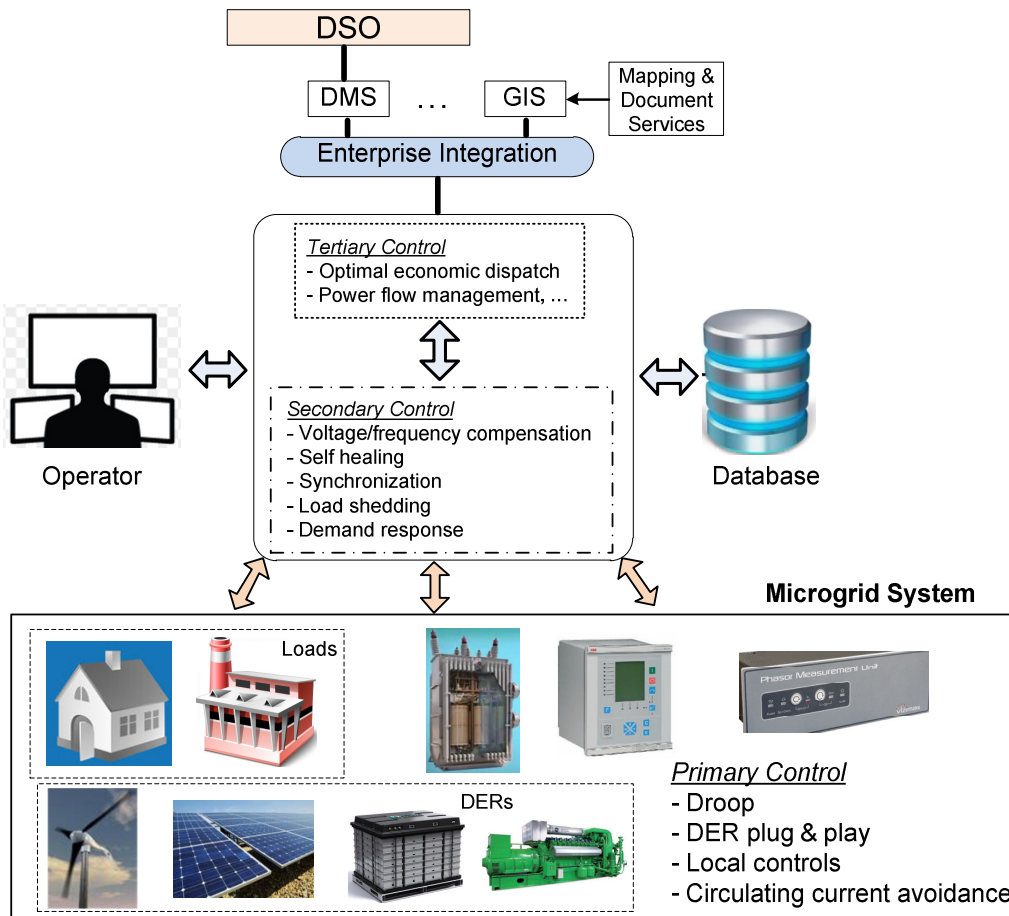 DSO
DMS
...
GIS
Mapping &
Document
Services
Enterprise Integration
Tertiary Control
- Optimal economic dispatch
- Power flow management, ...
Operator
Database
Secondary Control
- Voltage/frequency compensation
- Self healing
- Synchronization
- Load shedding
- Demand response
Microgrid System
Loads
ABB
Phasor Measurement Unit
DERs
Primary Control
- Droop
- DER plug & play
- Local controls
- Circulating current avoidance